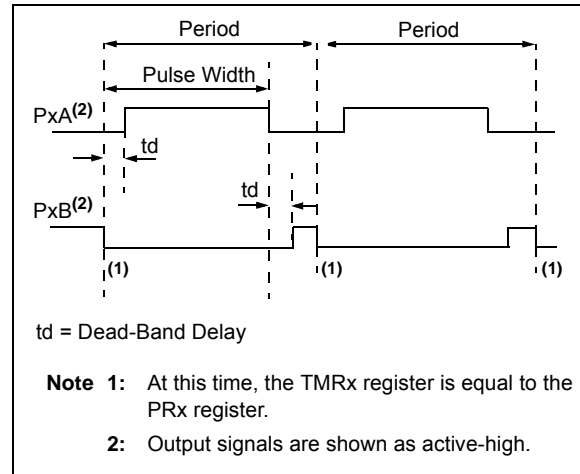 Period Period
Pulse Width
PxA(2)
td
td
PxB(2)
(1) (1) (1)
td = Dead-Band Delay
Note 1: At this time, the TMRx register is equal to the
PRx register.
2: Output signals are shown as active-high.